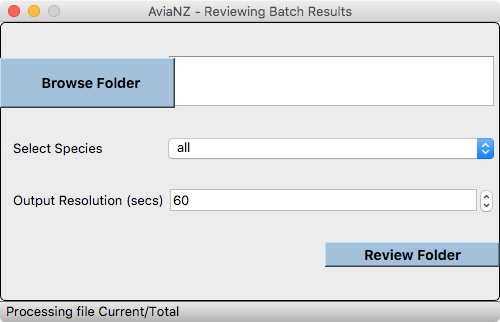 AviaNZ - Reviewing Batch Results
Browse Folder
Select Species all
Output Resolution (secs) 60
Review Folder
Processing file Current/Total